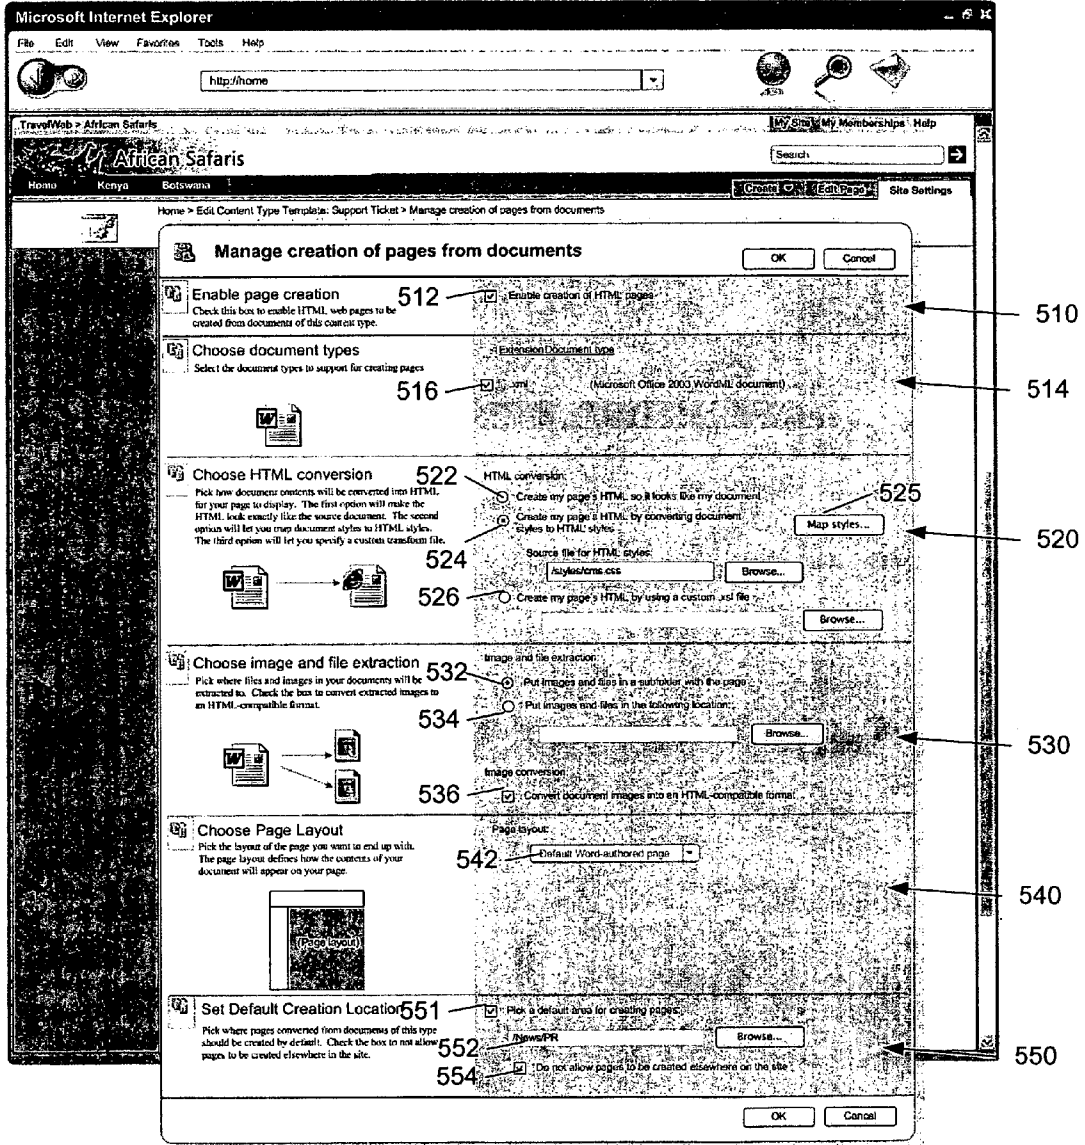 Microsoft Internet Explorer
File Edit View Favorites Tools Help
http://home
TravelWeb > African Safaris My Site My Memberships Help
African Safaris
Search
Home Kenya Botswana Create Edit Page Site Settings
Home > Edit Content Type Template: Support Ticket > Manage creation of pages from documents
Manage creation of pages from documents OK Cancel
Enable page creation 512 Enable creation of HTML pages
Check this box to enable HTML web pages to be
created from documents of this content type.
510
Choose document types Extension Document type
Select the document types to support for creating pages
516 .xml (Microsoft Office 2003 WordML document) 514
Choose HTML conversion 522 HTML conversion:
Pick how document contents will be converted into HTML
for your page to display. The first option will make the
HTML look exactly like the source document. The second
option will let you map document styles to HTML styles.
The third option will let you specify a custom transform file.
Create my page's HTML so it looks like my document
525
Create my page's HTML by converting document
styles to HTML styles
Map styles...
520
524
Source file for HTML styles:
/styles/cms.css Browse...
526 Create my page's HTML by using a custom .xsl file
Browse...
Choose image and file extraction 532 Image and file extraction:
Pick where files and images in your documents will be
extracted to. Check the box to convert extracted images to
an HTML-compatible format.
Put images and files in a subfolder with the page
534 Put images and files in the following location:
Browse...
530
Image conversion
536 Convert document images into an HTML-compatible format
Choose Page Layout Page layout:
Pick the layout of the page you want to end up with.
The page layout defines how the contents of your
document will appear on your page.
542 Default Word-authored page
540
(Page layout)
Set Default Creation Location 551 Pick a default area for creating pages:
Pick where pages converted from documents of this type
should be created by default. Check the box to not allow
pages to be created elsewhere in the site.
552 /News/PR Browse...
550
554 Do not allow pages to be created elsewhere on the site
OK Cancel